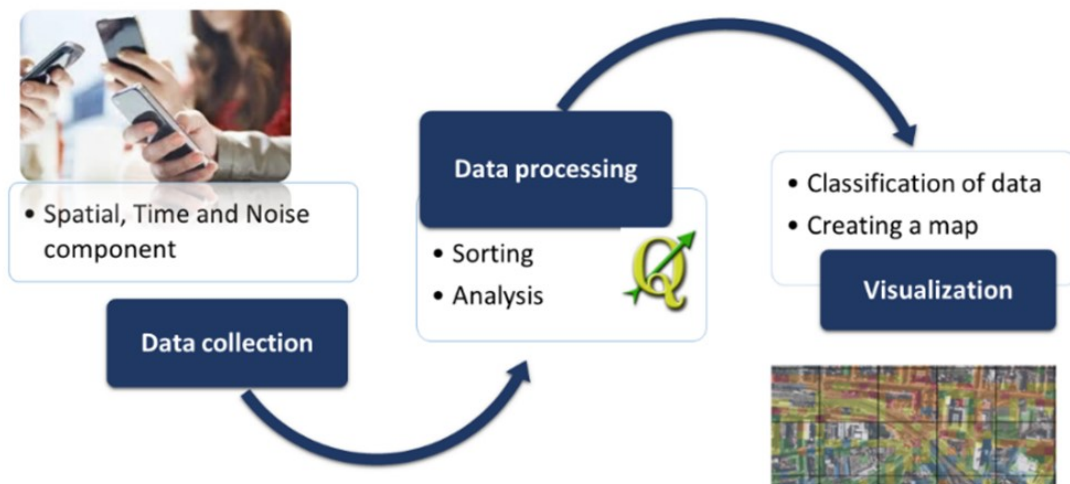 • Spatial, Time and Noise
component
Data collection
Data processing
• Sorting
• Analysis
• Classification of data
• Creating a map
Visualization